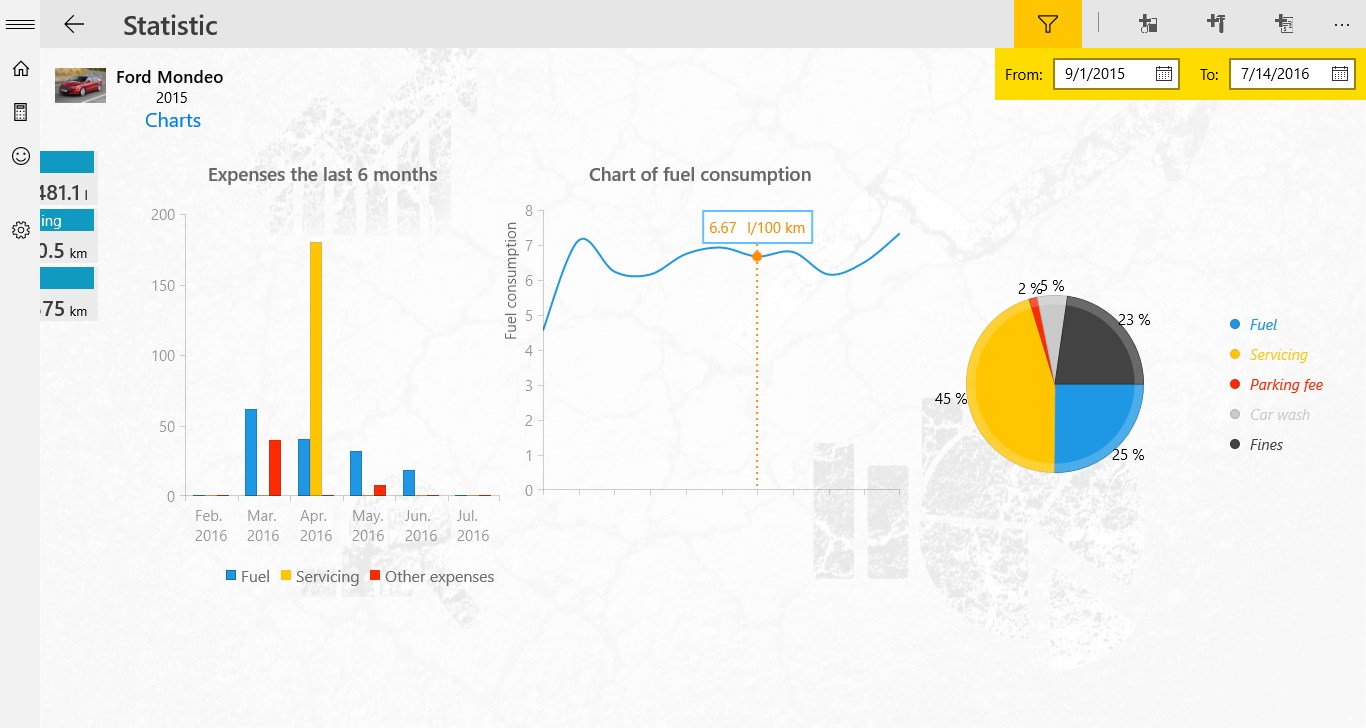 Statistic
From: 9/1/2015 To: 7/14/2016
Ford Mondeo
2015
Charts
481.1 l
ing
0.5 km
75 km
Expenses the last 6 months
200
150
100
50
0
Feb. 2016
Mar. 2016
Apr. 2016
May. 2016
Jun. 2016
Jul. 2016
Fuel Servicing Other expenses
Chart of fuel consumption
Fuel consumption
8
7
6
5
4
3
2
1
0
6.67 l/100 km
2 %
5 %
23 %
45 %
25 %
Fuel
Servicing
Parking fee
Car wash
Fines